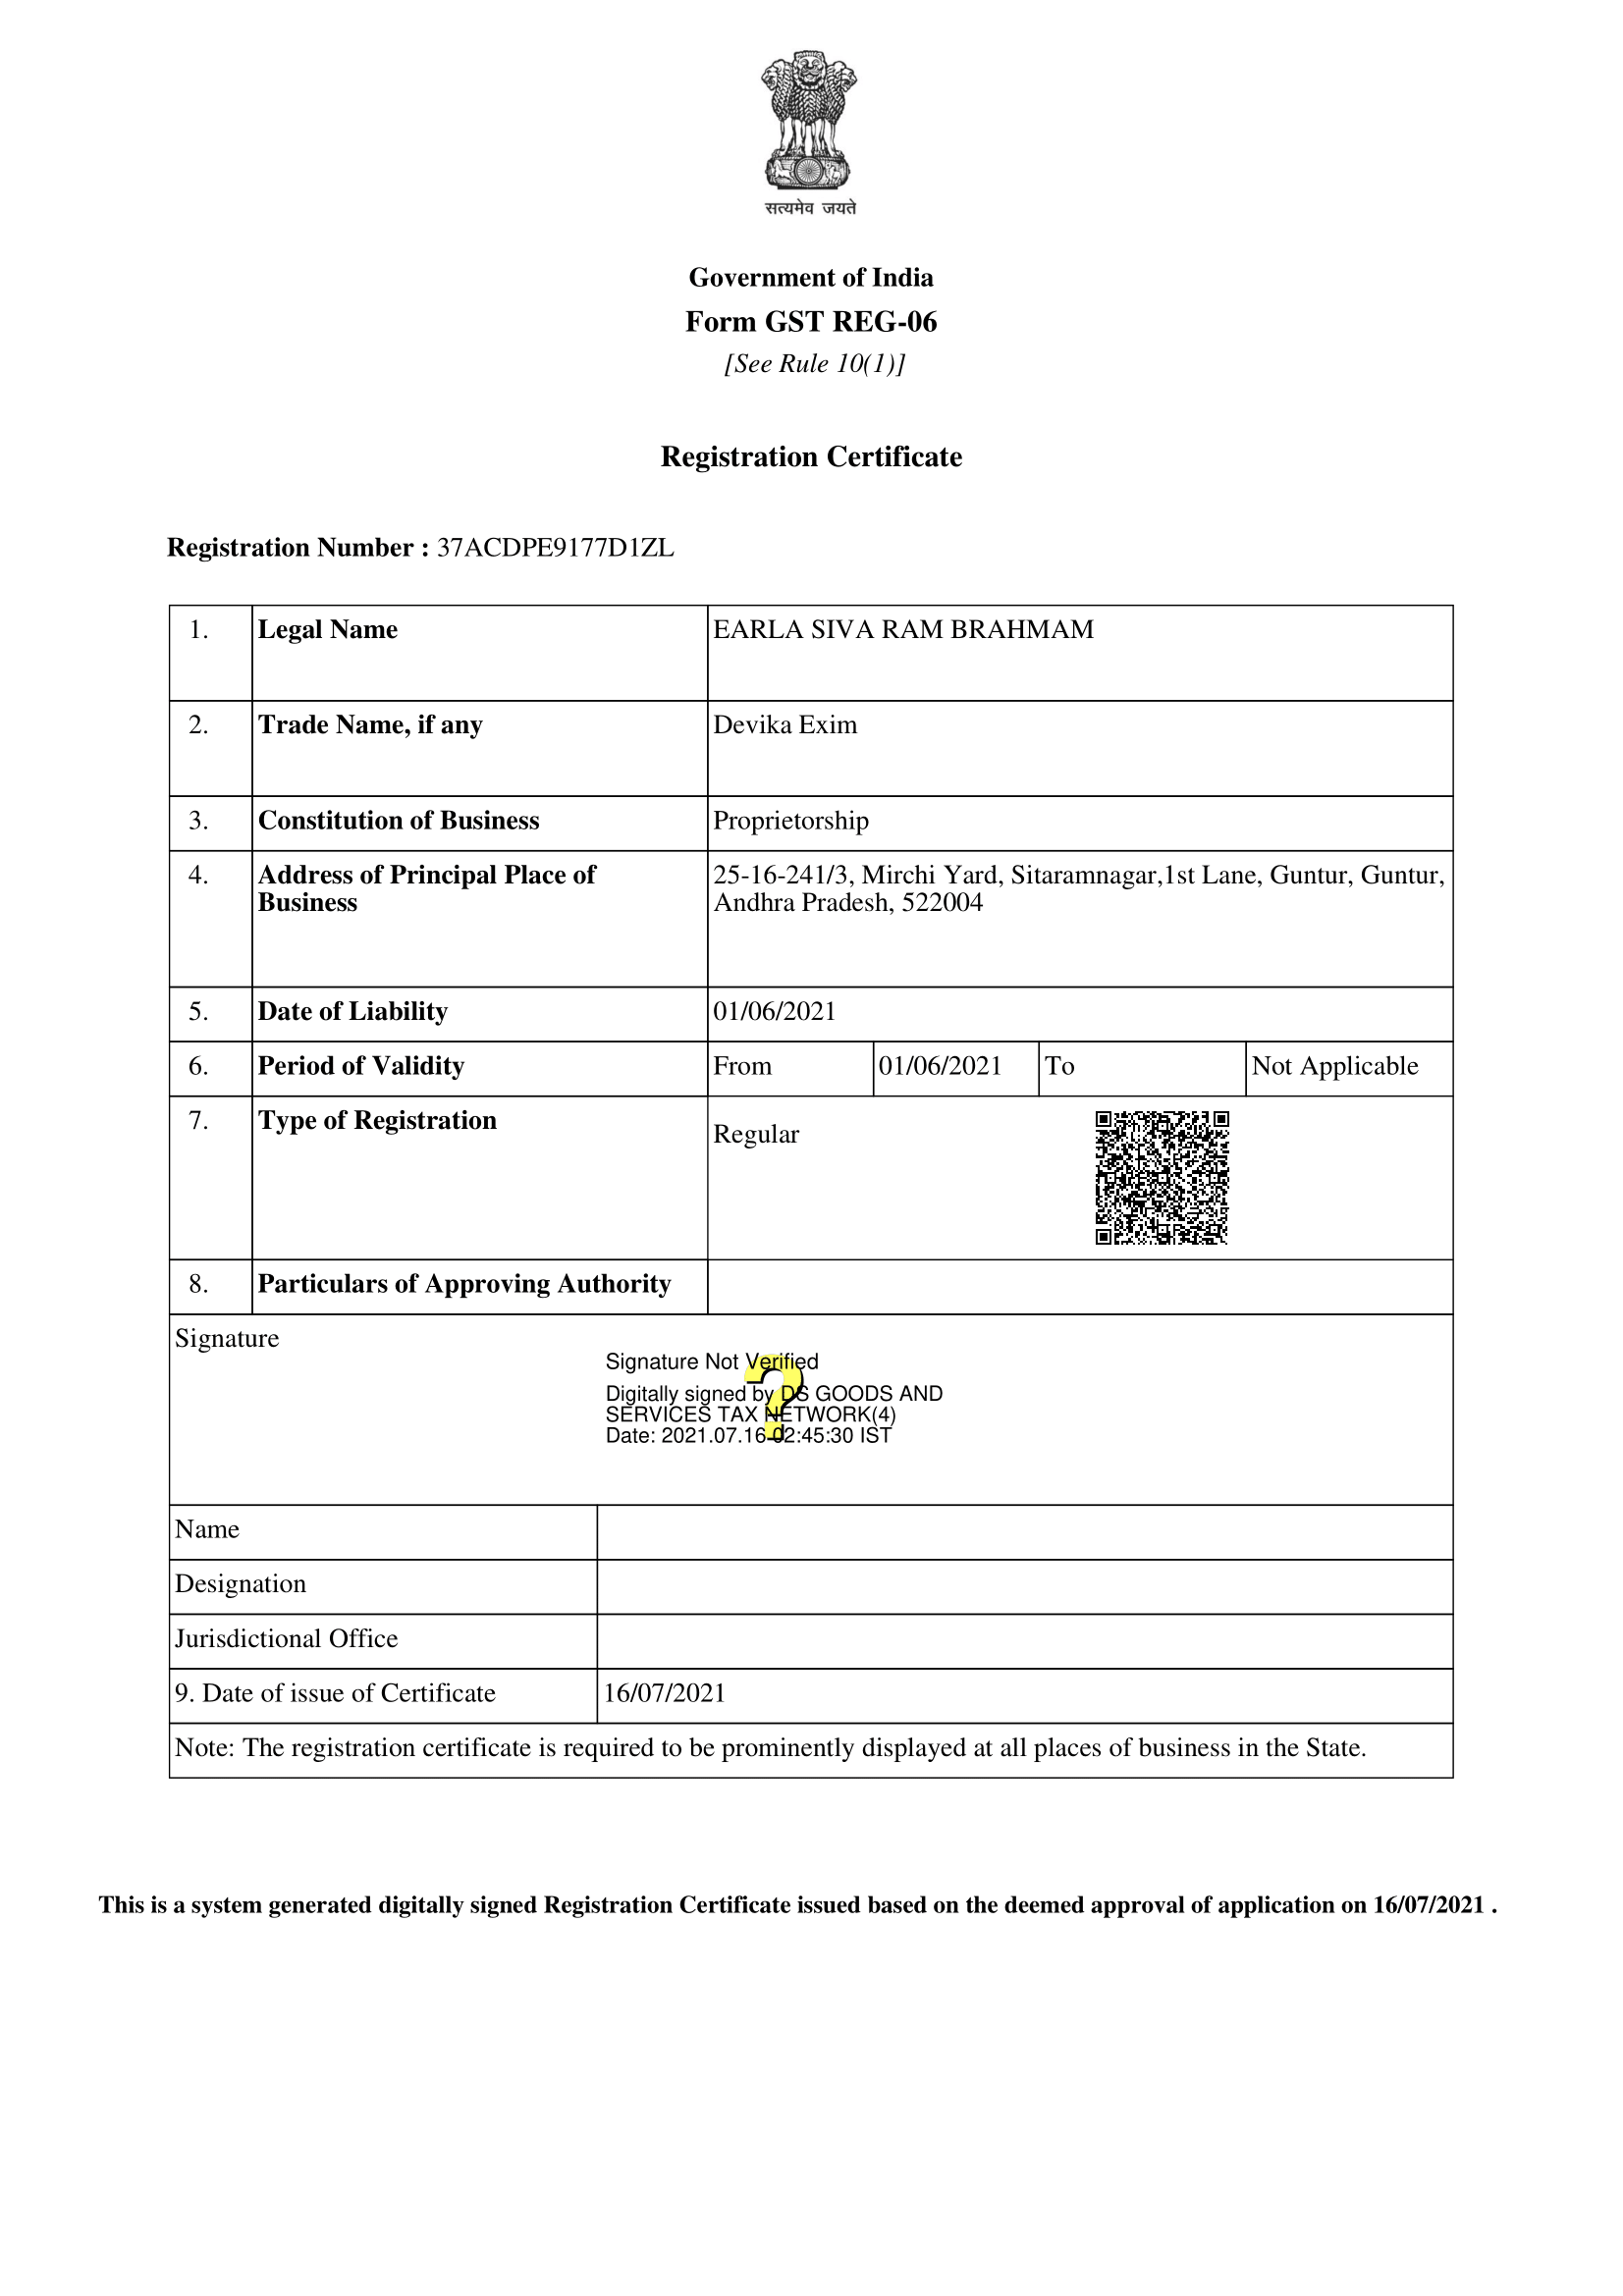 सत्यमेव जयते
Government of India
Form GST REG-06
[See Rule 10(1)]
Registration Certificate
Registration Number : 37ACDPE9177D1ZL
1. Legal Name EARLA SIVA RAM BRAHMAM
2. Trade Name, if any Devika Exim
3. Constitution of Business Proprietorship
4. Address of Principal Place of
Business
25-16-241/3, Mirchi Yard, Sitaramnagar,1st Lane, Guntur, Guntur,
Andhra Pradesh, 522004
5. Date of Liability 01/06/2021
6. Period of Validity From 01/06/2021 To Not Applicable
7. Type of Registration Regular
8. Particulars of Approving Authority
Signature
Signature Not Verified
Digitally signed by DS GOODS AND
SERVICES TAX NETWORK(4)
Date: 2021.07.16 02:45:30 IST
Name
Designation
Jurisdictional Office
9. Date of issue of Certificate 16/07/2021
Note: The registration certificate is required to be prominently displayed at all places of business in the State.
This is a system generated digitally signed Registration Certificate issued based on the deemed approval of application on 16/07/2021 .